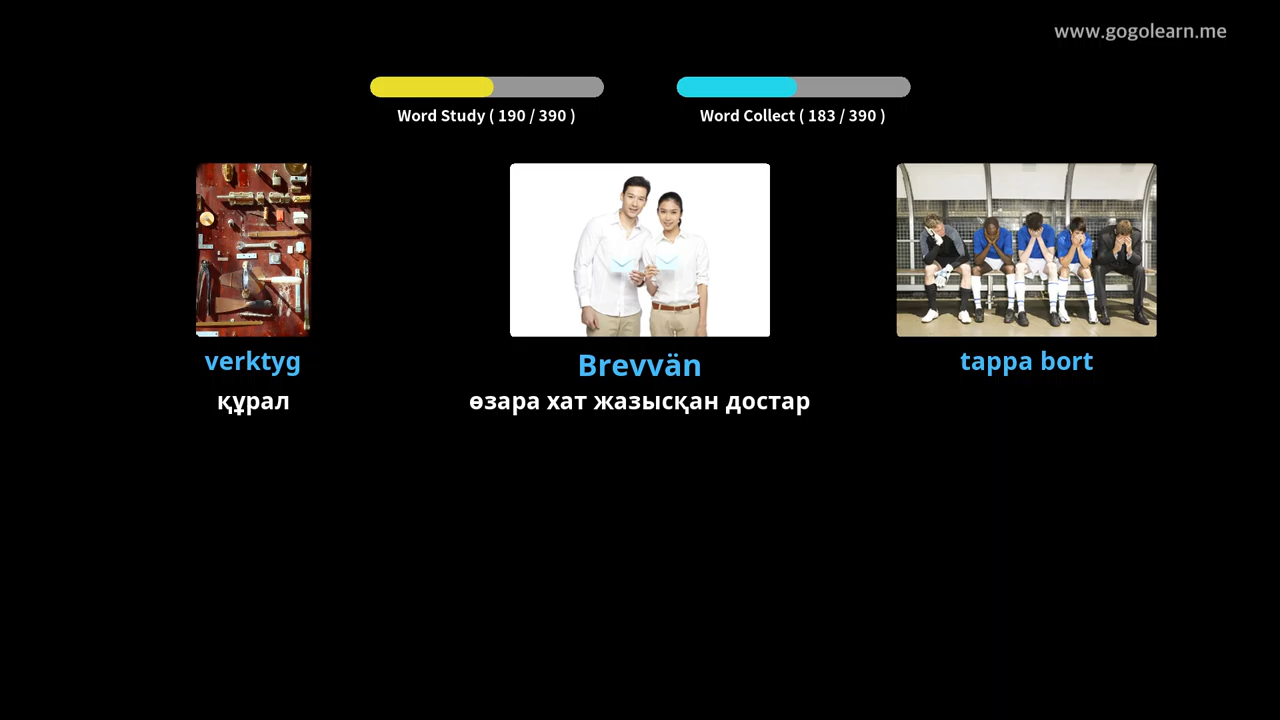 www.gogolearn.me
Word Study ( 190 / 390 )
Word Collect ( 183 / 390 )
verktyg
құрал
Brevvän
өзара хат жазысқан достар
tappa bort